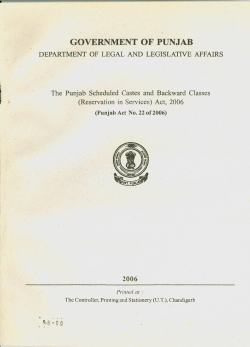 GOVERNMENT OF PUNJAB
DEPARTMENT OF LEGAL AND LEGISLATIVE AFFAIRS
The Punjab Scheduled Castes and Backward Classes
(Reservation in Services) Act, 2006
(Punjab Act No. 22 of 2006)
2006
Printed at :
The Controller, Printing and Stationery (U.T.), Chandigarh